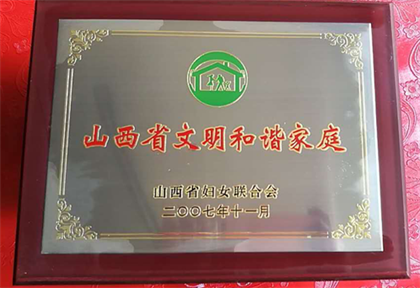 山西省文明和谐家庭
山西省妇女联合会
二〇〇七年十一月